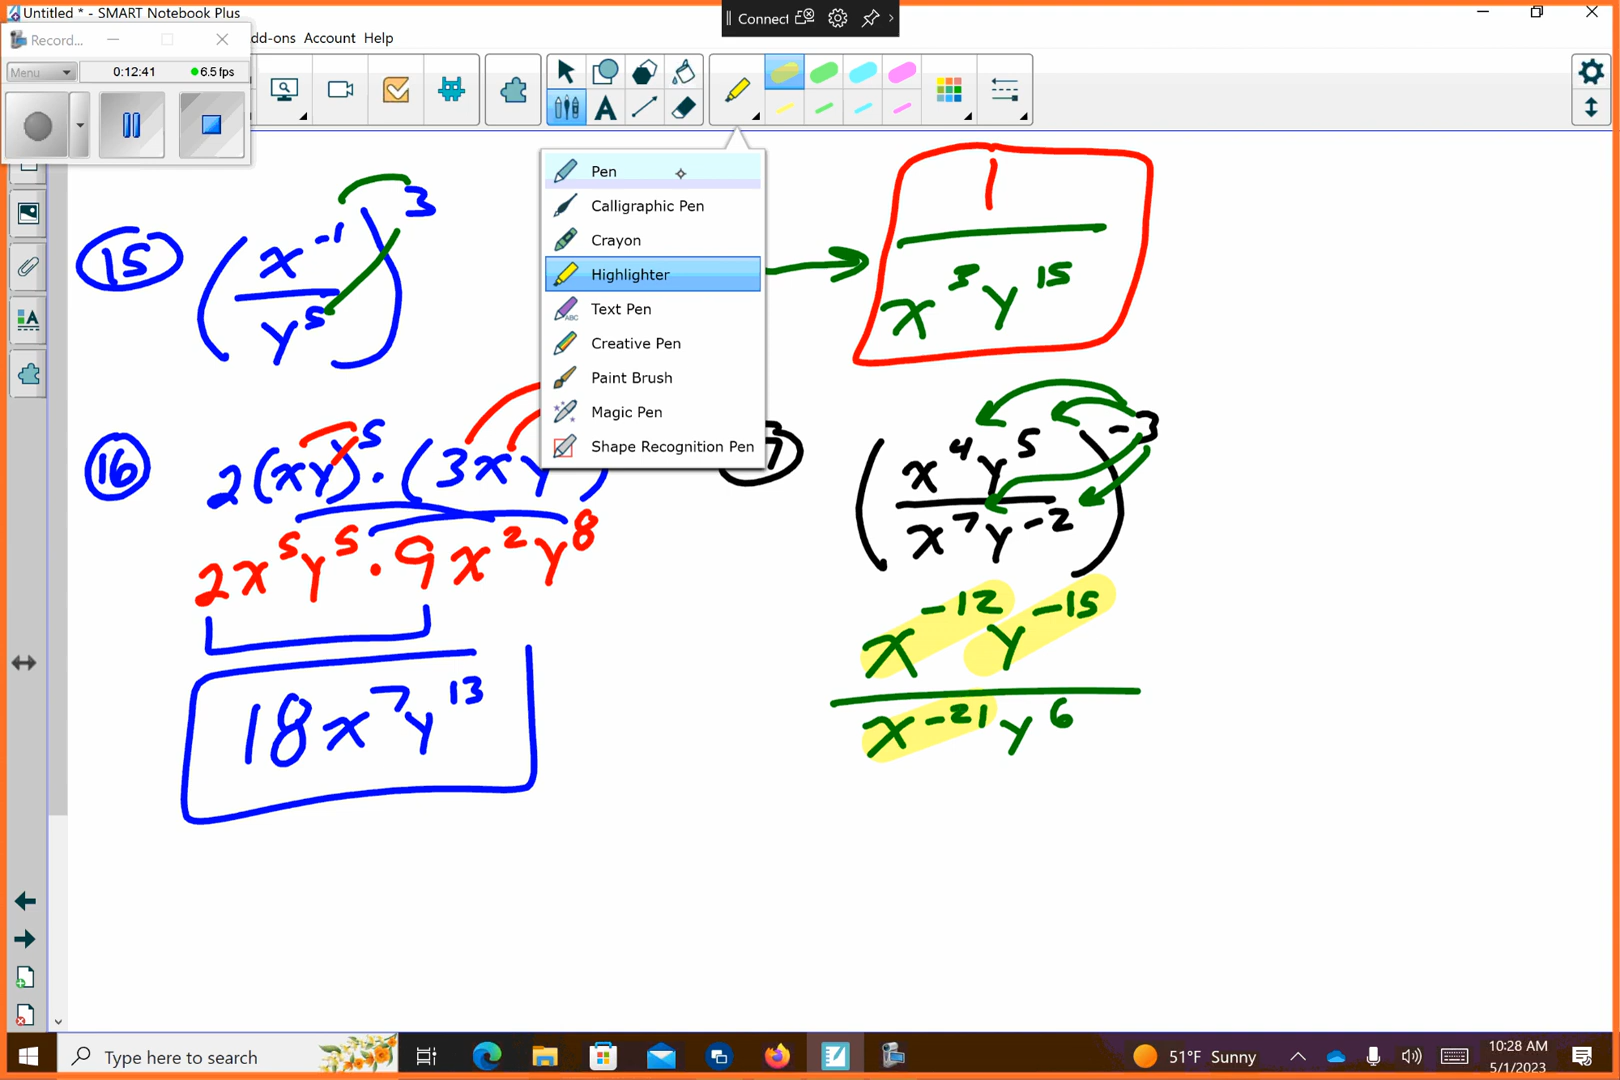 Untitled * - SMART Notebook Plus
Connect
Record...
dd-ons Account Help
Menu 0:12:41 6.5 fps
A
Pen
Calligraphic Pen
Crayon
Highlighter
Text Pen
ABC
Creative Pen
Paint Brush
Magic Pen
Shape Recognition Pen
15 (x^-1 / y^5)^3
1 / x^3 y^15
16 2(xy)^5 · (3xy
2x^5 y^5 · 9x^2 y^8
18x^7 y^13
7 (x^4 y^5 / x^7 y^-2)^-3
x^-12 y^-15 / x^-21 y^6
Type here to search
51°F Sunny
10:28 AM
5/1/2023